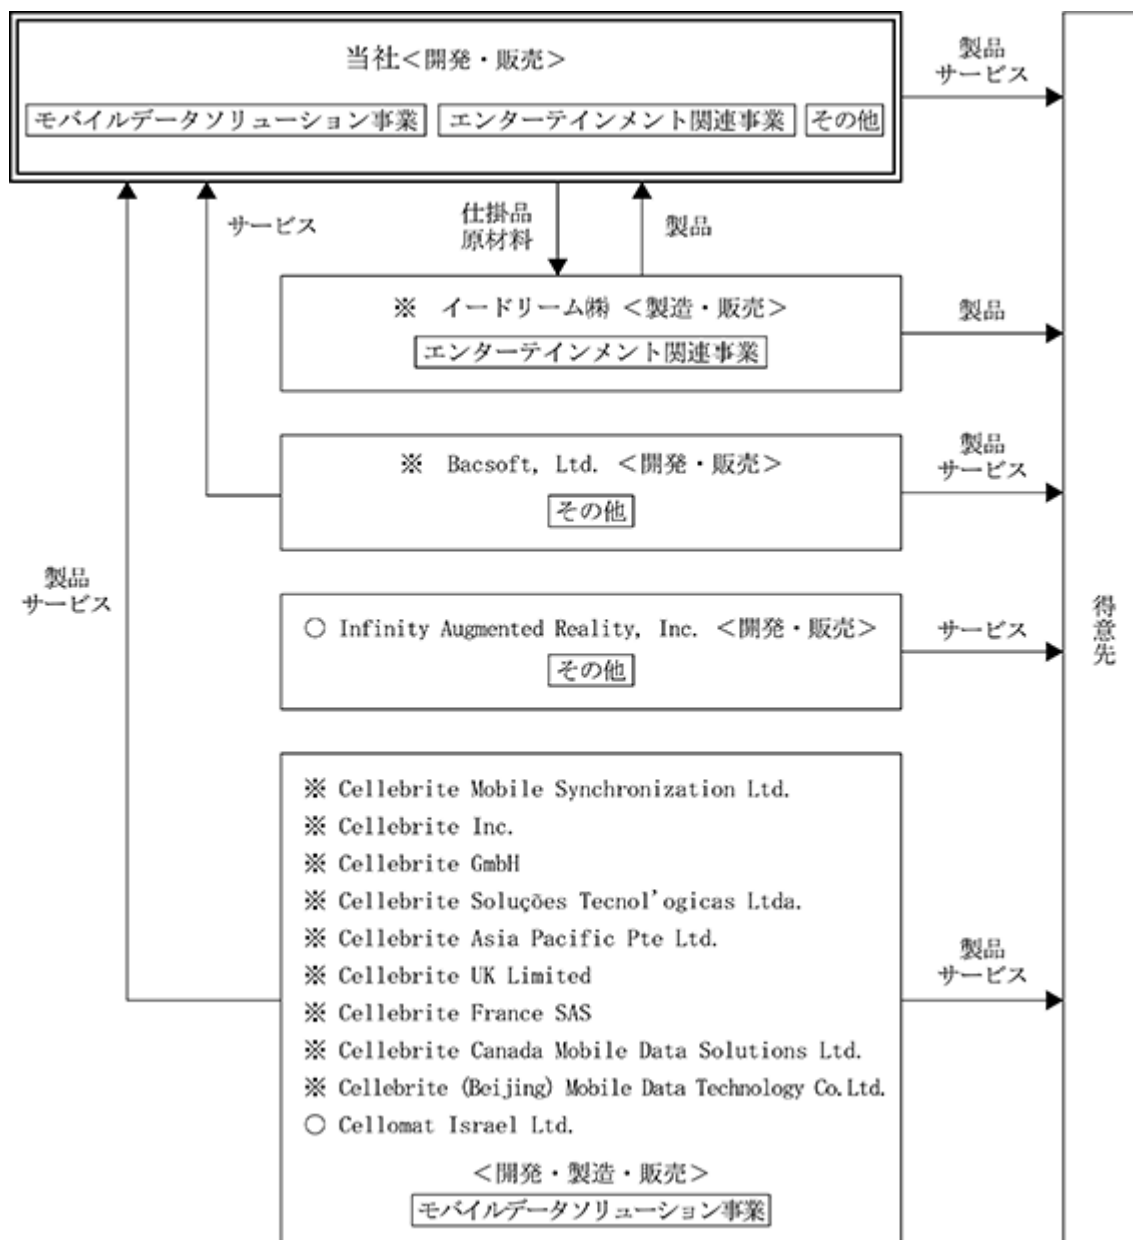 当社<開発・販売>
モバイルデータソリューション事業 エンターテインメント関連事業 その他
製品
サービス
サービス
仕掛品
原材料
製品
※ イードリーム㈱ <製造・販売>
エンターテインメント関連事業
製品
※ Bacsoft, Ltd. <開発・販売>
その他
製品
サービス
製品
サービス
○ Infinity Augmented Reality, Inc. <開発・販売>
その他
サービス
得意先
※ Cellebrite Mobile Synchronization Ltd.
※ Cellebrite Inc.
※ Cellebrite GmbH
※ Cellebrite Soluções Tecnol'ogicas Ltda.
※ Cellebrite Asia Pacific Pte Ltd.
※ Cellebrite UK Limited
※ Cellebrite France SAS
※ Cellebrite Canada Mobile Data Solutions Ltd.
※ Cellebrite (Beijing) Mobile Data Technology Co.Ltd.
○ Cellomat Israel Ltd.
<開発・製造・販売>
モバイルデータソリューション事業
製品
サービス